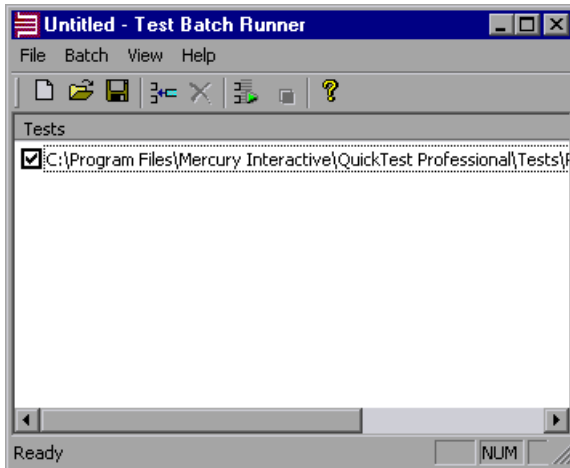 Untitled - Test Batch Runner
File Batch View Help
Tests
C:\Program Files\Mercury Interactive\QuickTest Professional\Tests\
Ready NUM